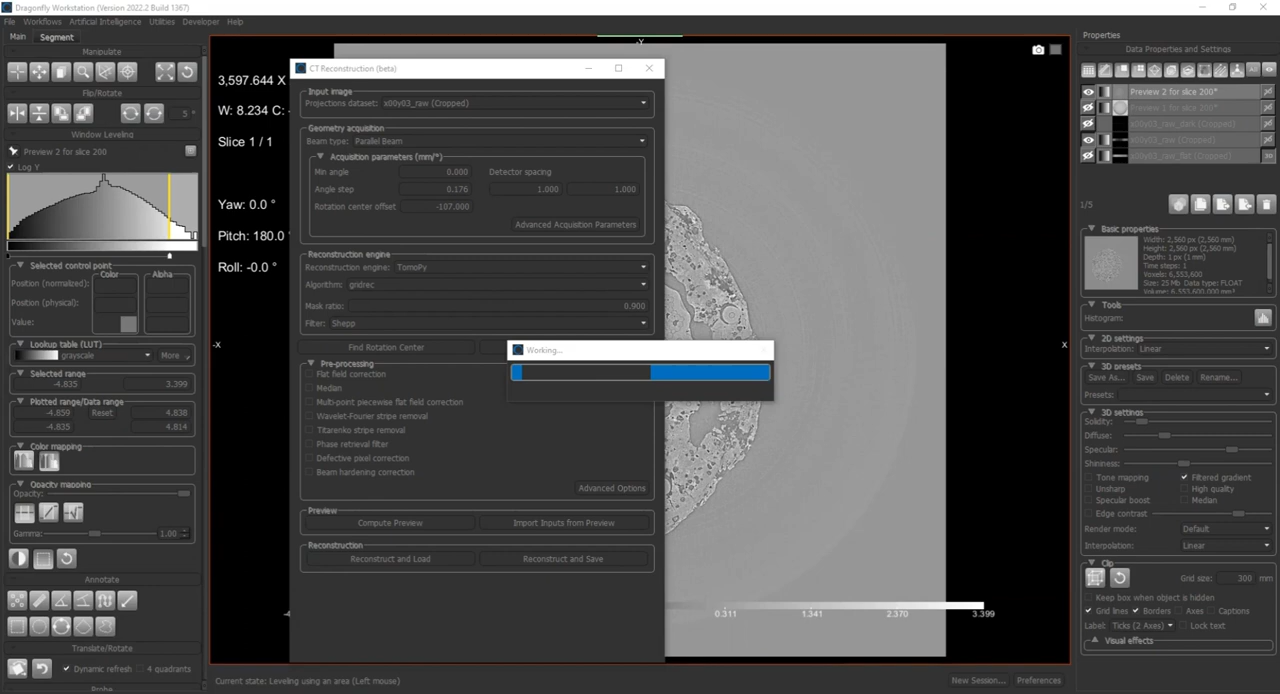 Dragonfly Workstation (Version 2022.2 Build 1367)
File Workflows Artificial Intelligence Utilities Developer Help
Main Segment
Manipulate
Flip/Rotate
5 °
Window Leveling
Preview 2 for slice 200
Log Y
Selected control point
Color Alpha
Position (normalized):
Position (physical):
Value:
Lookup table (LUT)
grayscale More
Selected range
-4.835 3.399
Plotted range/Data range
-4.859 Reset 4.838
-4.835 4.814
Color mapping
Opacity mapping
Opacity:
Gamma: 1.00
Annotate
Translate/Rotate
Dynamic refresh 4 quadrants
Probe
-Y
3,597.644 X
W: 8.234 C: -
Slice 1 / 1
Yaw: 0.0 °
Pitch: 180.0
Roll: -0.0 °
-X
X
CT Reconstruction (beta)
Input image
Projections dataset: x00y03_raw (Cropped)
Geometry acquisition
Beam type: Parallel Beam
Acquisition parameters (mm/°)
Min angle 0.000 Detector spacing
Angle step 0.176 1.000 1.000
Rotation center offset -107.000
Advanced Acquisition Parameters
Reconstruction engine
Reconstruction engine: TomoPy
Algorithm: gridrec
Mask ratio: 0.900
Filter: Shepp
Find Rotation Center
Working...
Pre-processing
Flat field correction
Median
Multi-point piecewise flat field correction
Wavelet-Fourier stripe removal
Titarenko stripe removal
Phase retrieval filter
Defective pixel correction
Beam hardening correction
Advanced Options
Preview
Compute Preview Import Inputs from Preview
Reconstruction
Reconstruct and Load Reconstruct and Save
0.311 1.341 2.370 3.399
Current state: Leveling using an area (Left mouse)
New Session... Preferences
Properties
Data Properties and Settings
Preview 2 for slice 200*
Preview 1 for slice 200*
x00y03_raw_dark (Cropped)
x00y03_raw (Cropped)
x00y03_raw_flat (Cropped) 3D
1/5
Basic properties
Width: 2,560 px (2,560 mm)
Height: 2,560 px (2,560 mm)
Depth: 1 px (1 mm)
Time steps: 1
Voxels: 6,553,600
Size: 25 Mb Data type: FLOAT
Volume: 6,553,600,000 mm³
Tools
Histogram:
2D settings
Interpolation: Linear
3D presets
Save As... Save Delete Rename...
Presets:
3D settings
Solidity:
Diffuse:
Specular:
Shininess:
Tone mapping Filtered gradient
Unsharp High quality
Specular boost Median
Edge contrast
Render mode: Default
Interpolation: Linear
Clip
Grid size: 300 mm
Keep box when object is hidden
Grid lines Borders Axes Captions
Label: Ticks (2 Axes) Lock text
Visual effects